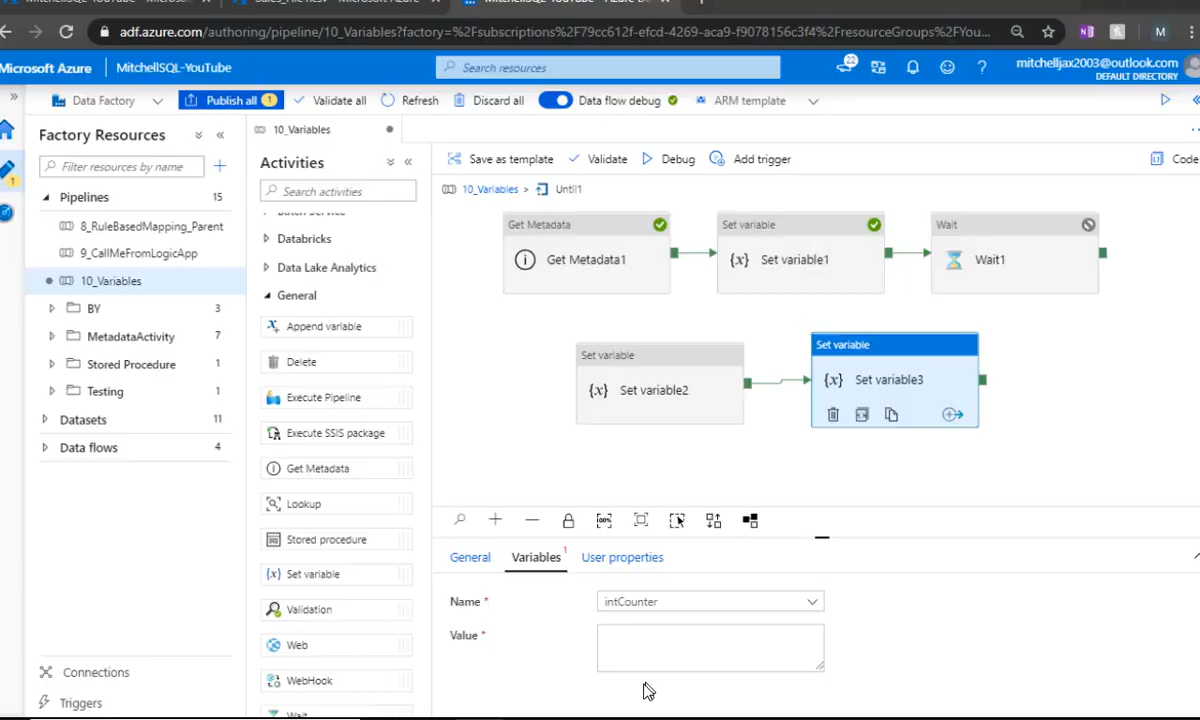 adf.azure.com/authoring/pipeline/10_Variables?factory=%2Fsubscriptions%2F79cc612f-efcd-4269-aca9-f9078156c3f4%2FresourceGroups%2FYou...
M
Microsoft Azure
MitchellSQL-YouTube
Search resources
23
mitchelljax2003@outlook.com
DEFAULT DIRECTORY
Data Factory
Publish all 1
Validate all
Refresh
Discard all
Data flow debug
ARM template
Factory Resources
Filter resources by name
1
Pipelines 15
8_RuleBasedMapping_Parent
9_CallMeFromLogicApp
10_Variables
BY 3
MetadataActivity 7
Stored Procedure 1
Testing 1
Datasets 11
Data flows 4
Connections
Triggers
10_Variables
Activities
Search activities
Batch Service
Databricks
Data Lake Analytics
General
Append variable
Delete
Execute Pipeline
Execute SSIS package
Get Metadata
Lookup
Stored procedure
Set variable
Validation
Web
WebHook
Wait
Save as template
Validate
Debug
Add trigger
Code
10_Variables > Until1
Get Metadata
Get Metadata1
Set variable
{x} Set variable1
Wait
Wait1
Set variable
{x} Set variable2
Set variable
{x} Set variable3
100%
General
Variables 1
User properties
Name *
intCounter
Value *